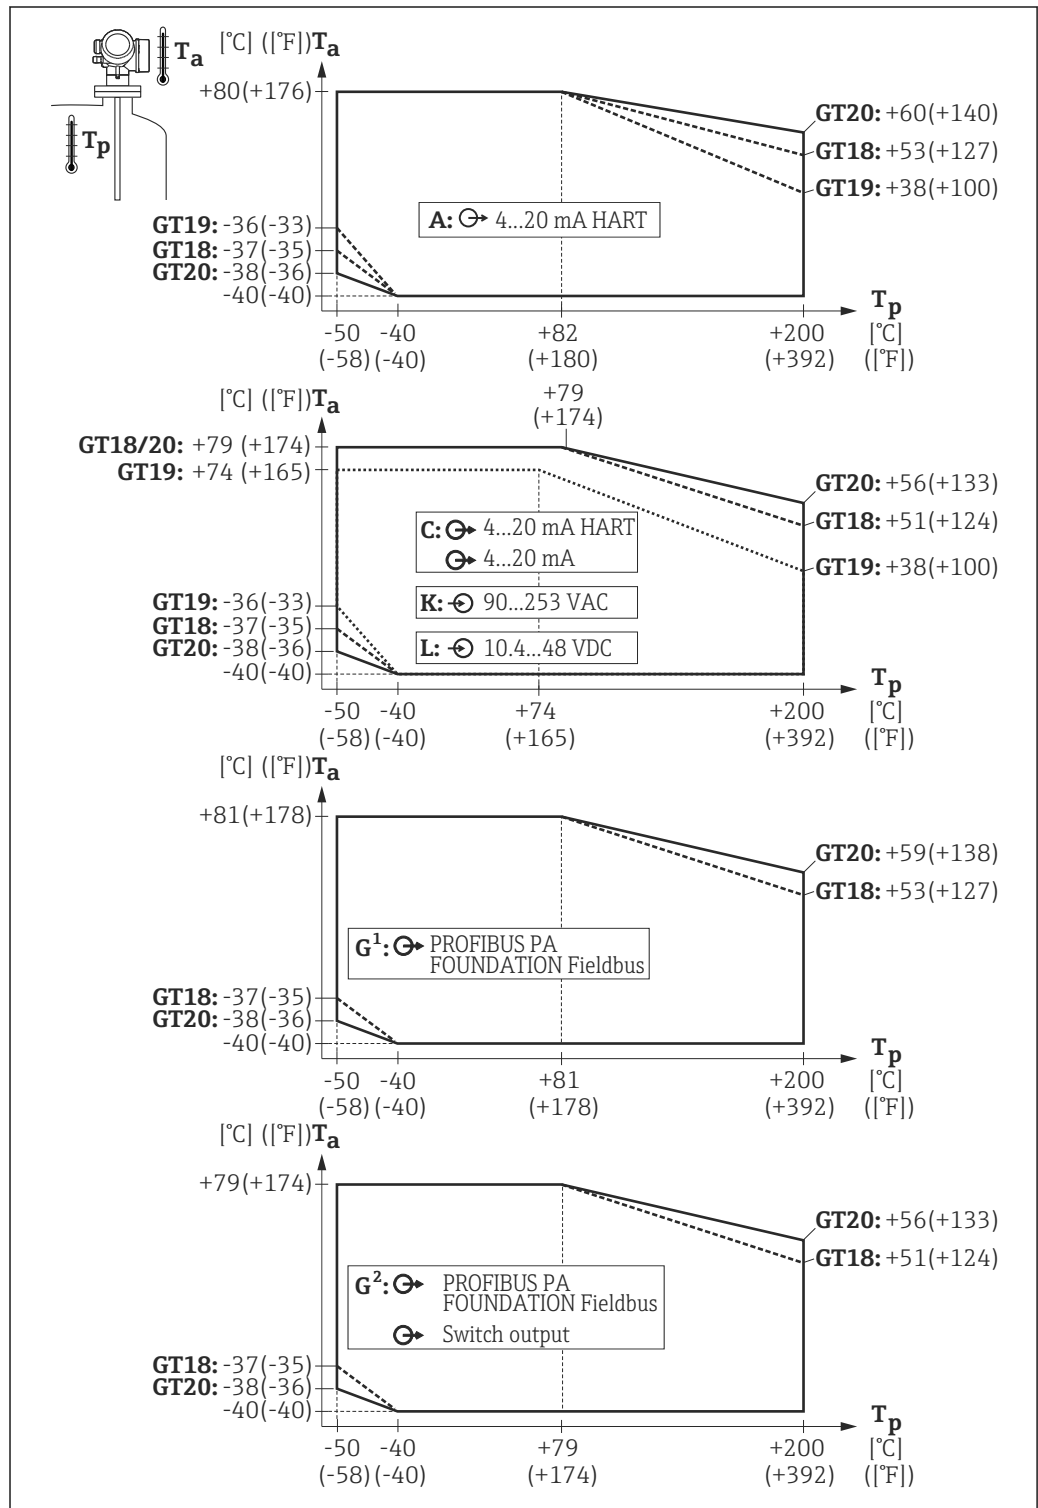 [°C] ([°F])Ta
Ta
Tp
+80(+176)
GT20: +60(+140)
GT18: +53(+127)
GT19: +38(+100)
A: 4...20 mA HART
GT19: -36(-33)
GT18: -37(-35)
GT20: -38(-36)
-40(-40)
Tp
-50 -40 +82 +200 [°C]
(-58) (-40) (+180) (+392) ([°F])
[°C] ([°F])Ta
+79
(+174)
GT18/20: +79 (+174)
GT19: +74 (+165)
GT20: +56(+133)
GT18: +51(+124)
GT19: +38(+100)
C: 4...20 mA HART
4...20 mA
K: 90...253 VAC
L: 10.4...48 VDC
GT19: -36(-33)
GT18: -37(-35)
GT20: -38(-36)
-40(-40)
Tp
-50 -40 +74 +200 [°C]
(-58) (-40) (+165) (+392) ([°F])
[°C] ([°F])Ta
+81(+178)
GT20: +59(+138)
GT18: +53(+127)
G1: PROFIBUS PA
FOUNDATION Fieldbus
GT18: -37(-35)
GT20: -38(-36)
-40(-40)
Tp
-50 -40 +81 +200 [°C]
(-58) (-40) (+178) (+392) ([°F])
[°C] ([°F])Ta
+79(+174)
GT20: +56(+133)
GT18: +51(+124)
G2: PROFIBUS PA
FOUNDATION Fieldbus
Switch output
GT18: -37(-35)
GT20: -38(-36)
-40(-40)
Tp
-50 -40 +79 +200 [°C]
(-58) (-40) (+174) (+392) ([°F])